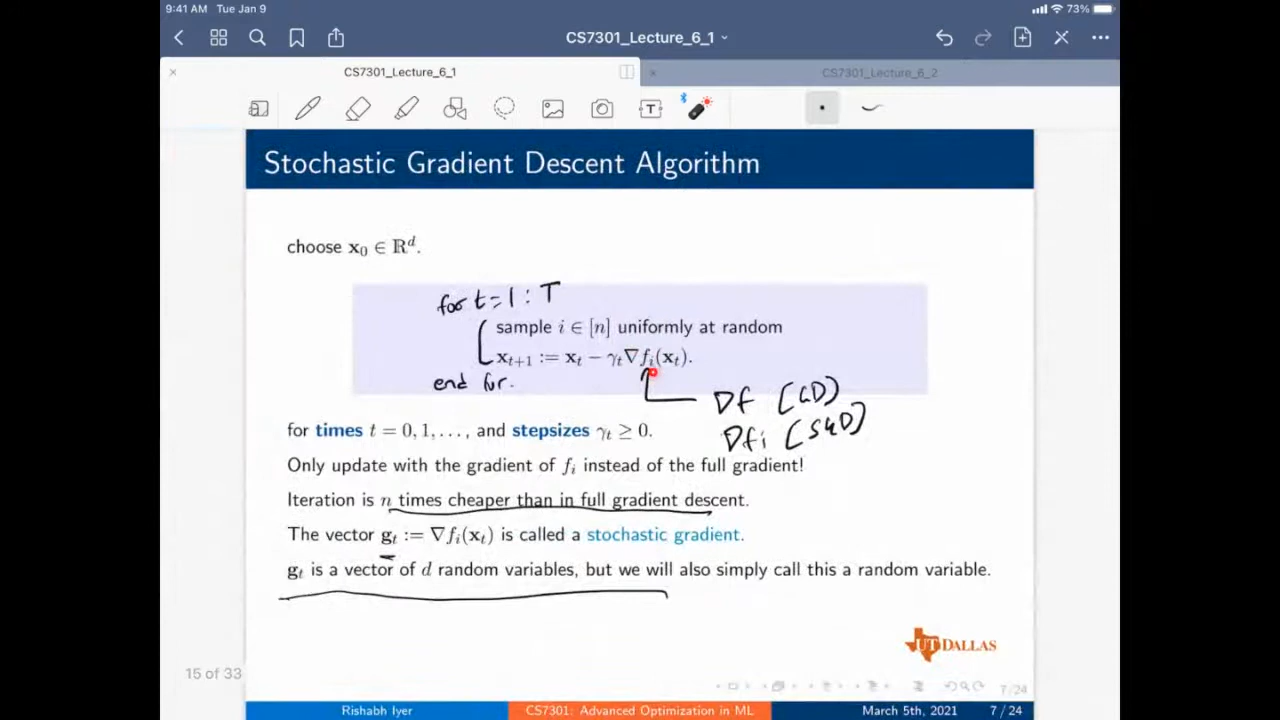 9:41 AM Tue Jan 9 73%
CS7301_Lecture_6_1
CS7301_Lecture_6_1 CS7301_Lecture_6_2
Stochastic Gradient Descent Algorithm
choose x₀ ∈ ℝᵈ.
for t = 1 : T
sample i ∈ [n] uniformly at random
xₜ₊₁ := xₜ − γₜ∇fᵢ(xₜ).
end for.
∇f [GD]
∇fi [SGD]
for times t = 0, 1, . . . , and stepsizes γₜ ≥ 0.
Only update with the gradient of fᵢ instead of the full gradient!
Iteration is n times cheaper than in full gradient descent.
The vector gₜ := ∇fᵢ(xₜ) is called a stochastic gradient.
gₜ is a vector of d random variables, but we will also simply call this a random variable.
UT DALLAS
15 of 33
7/24
Rishabh Iyer CS7301: Advanced Optimization in ML March 5th, 2021 7 / 24